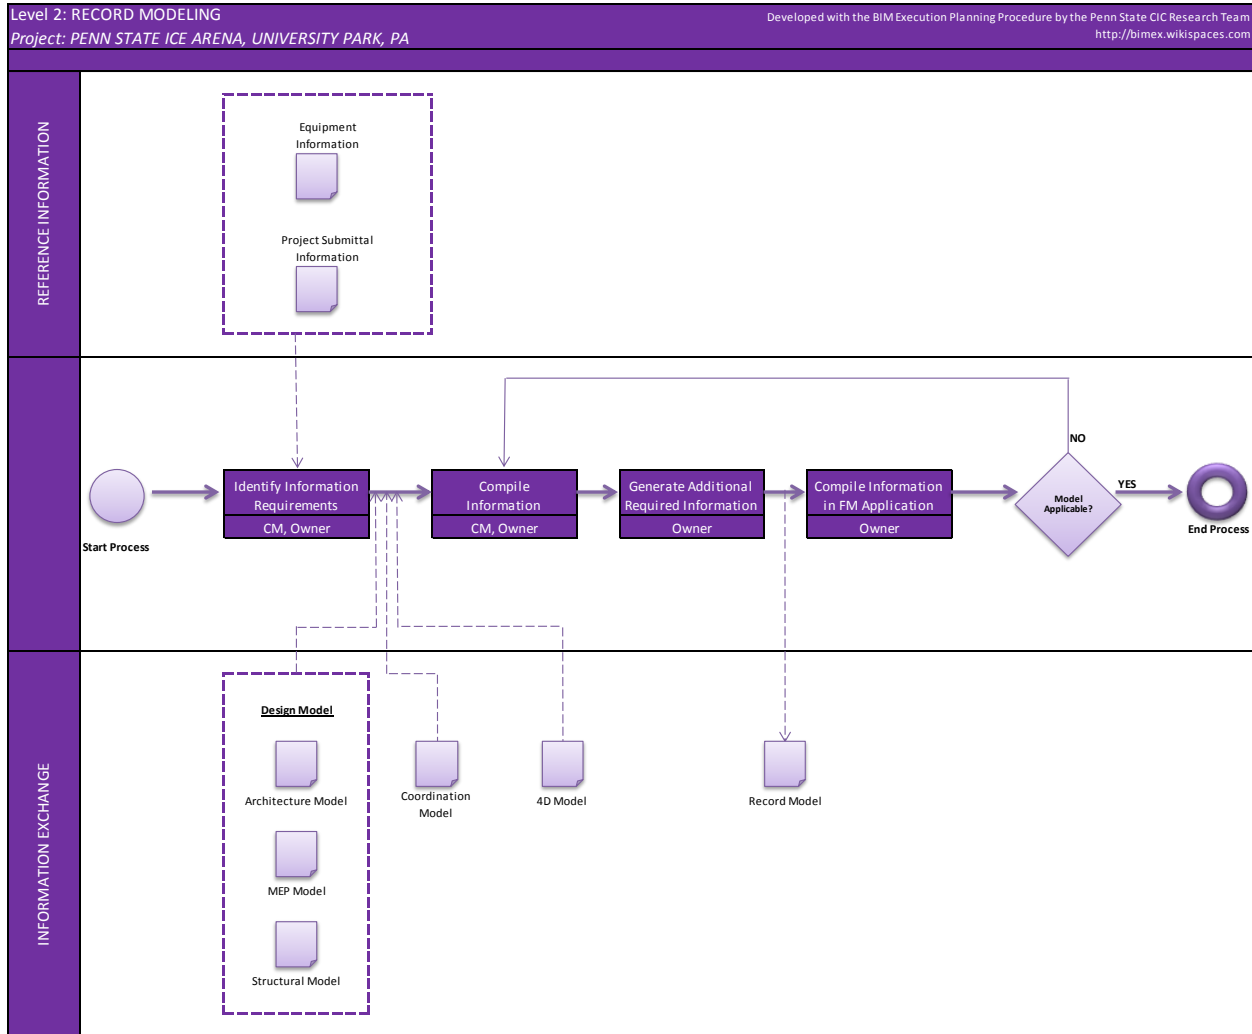 Level 2: RECORD MODELING
Developed with the BIM Execution Planning Procedure by the Penn State CIC Research Team
Project: PENN STATE ICE ARENA, UNIVERSITY PARK, PA
http://bimex.wikispaces.com
REFERENCE INFORMATION
Equipment
Information
Project Submittal
Information
NO
Identify Information
Requirements
CM, Owner
Compile
Information
CM, Owner
Generate Additional
Required Information
Owner
Compile Information
in FM Application
Owner
Model
Applicable?
YES
Start Process
End Process
INFORMATION EXCHANGE
Design Model
Architecture Model
Coordination
Model
4D Model
Record Model
MEP Model
Structural Model